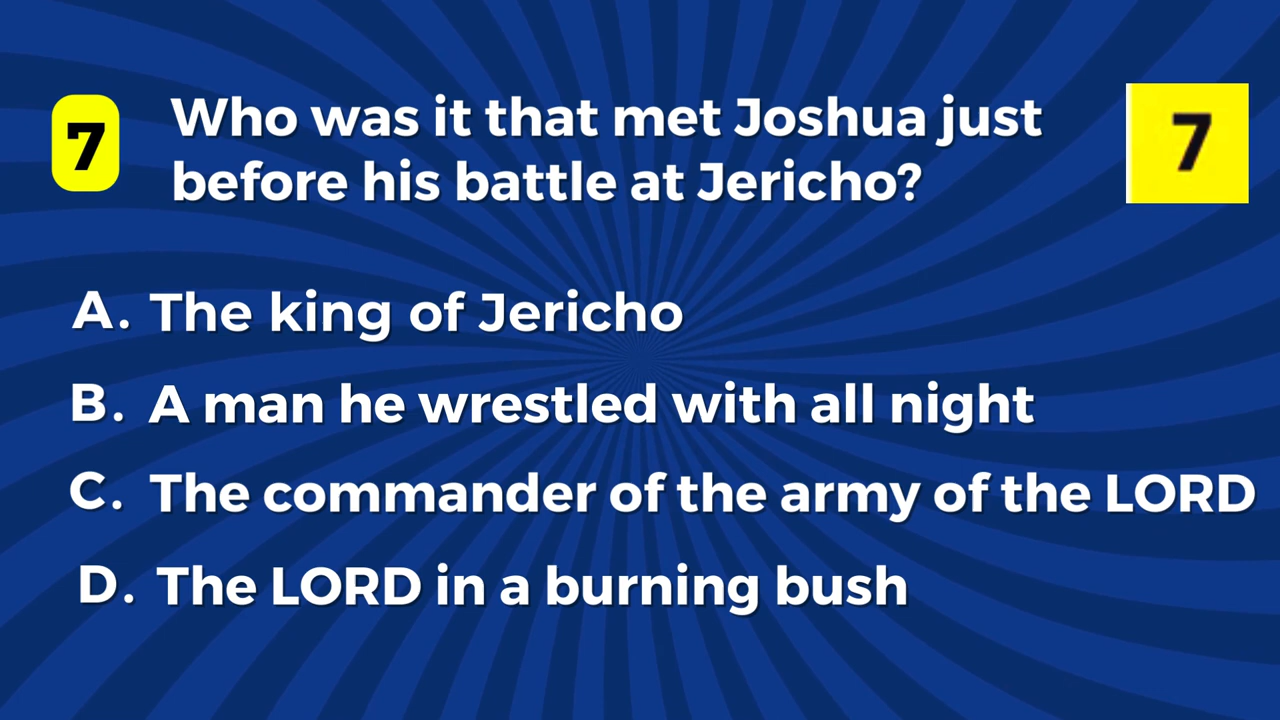 7
Who was it that met Joshua just
before his battle at Jericho?
7
A. The king of Jericho
B. A man he wrestled with all night
C. The commander of the army of the LORD
D. The LORD in a burning bush